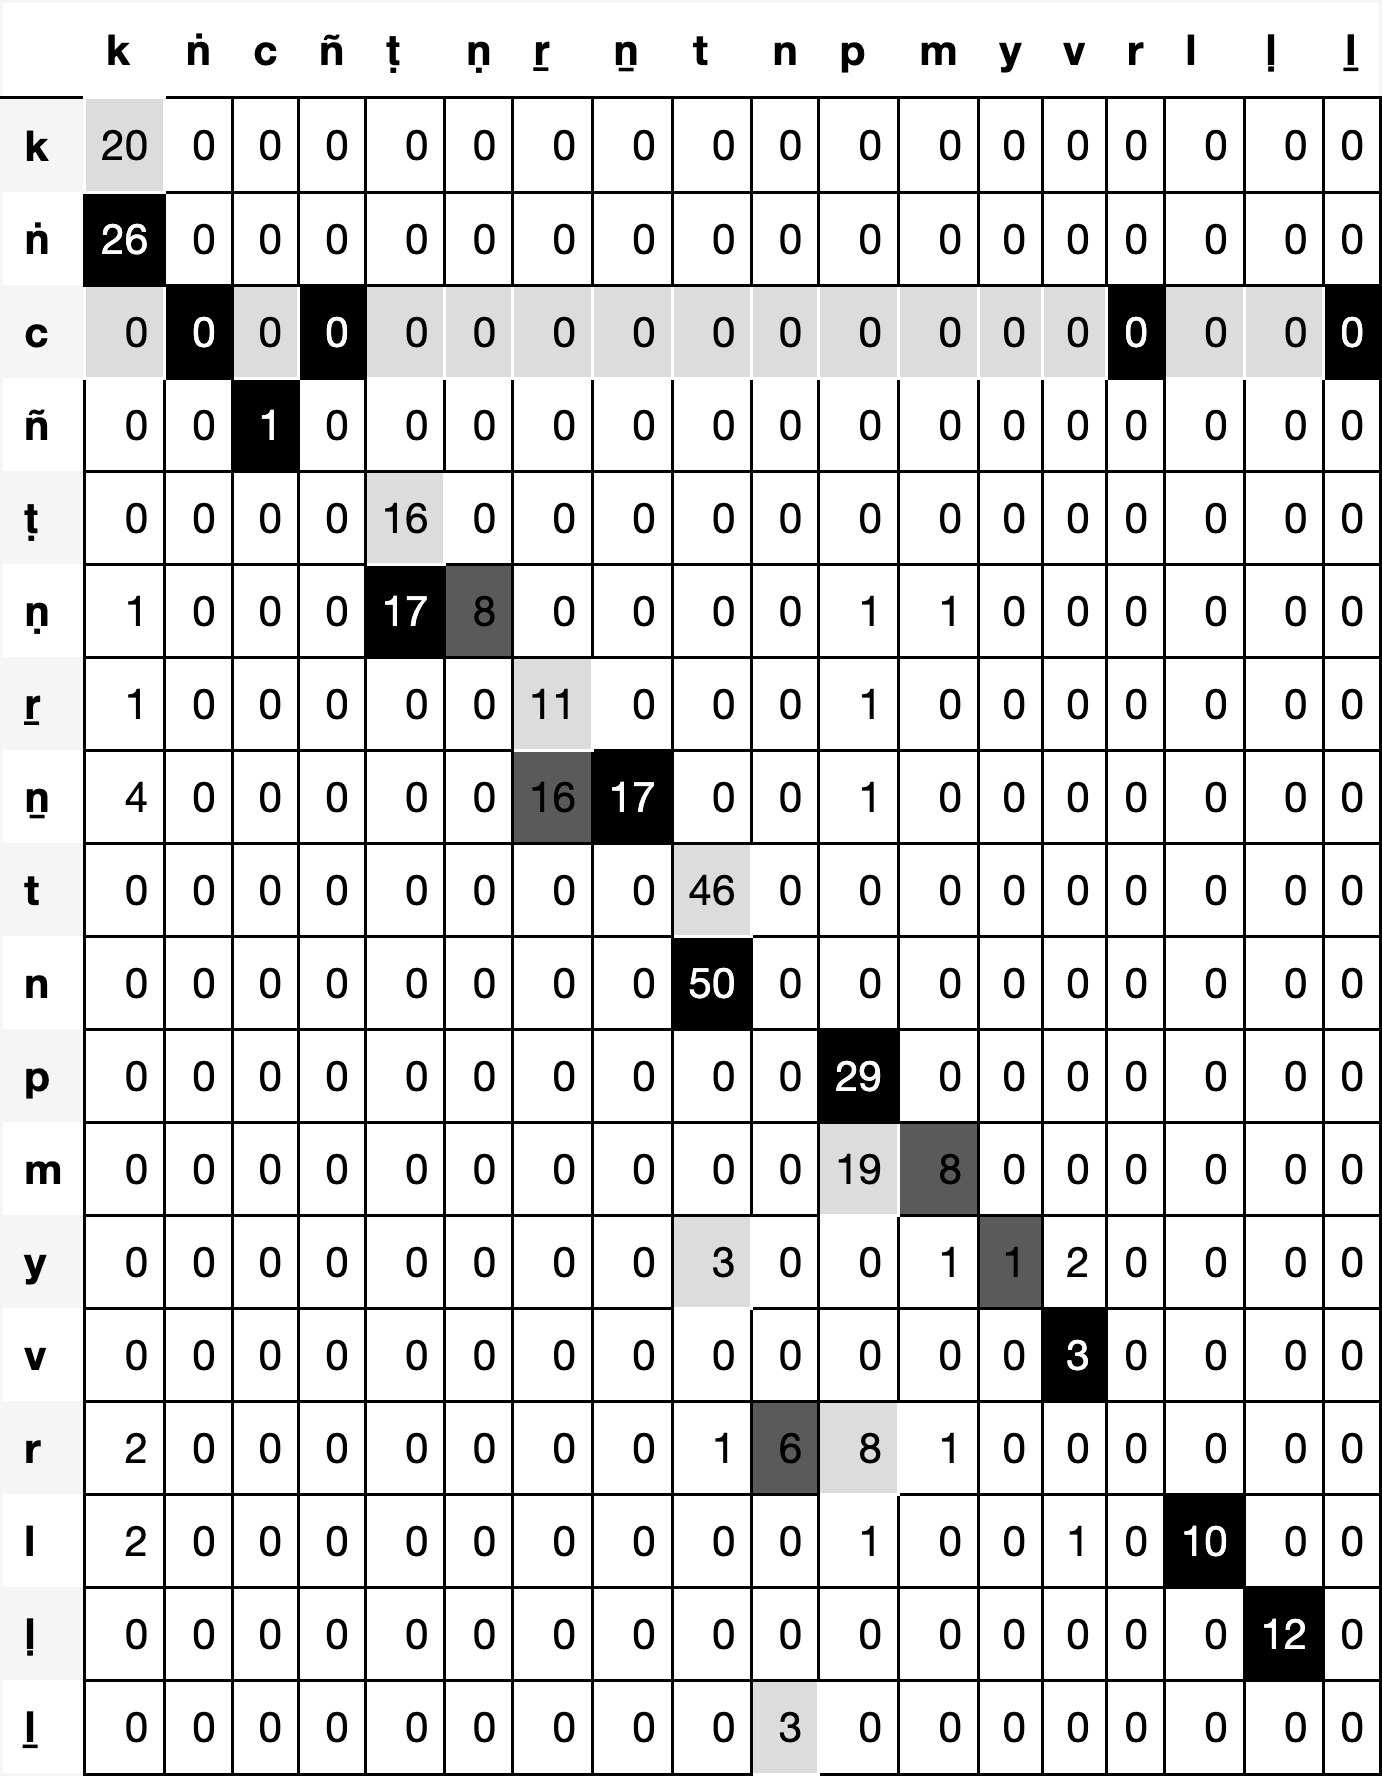 k ṅ c ñ ṭ ṇ ṟ ṉ t n p m y v r l ḷ ḻ
k 20 0 0 0 0 0 0 0 0 0 0 0 0 0 0 0 0 0
ṅ 26 0 0 0 0 0 0 0 0 0 0 0 0 0 0 0 0 0
c 0 0 0 0 0 0 0 0 0 0 0 0 0 0 0 0 0 0
ñ 0 0 1 0 0 0 0 0 0 0 0 0 0 0 0 0 0 0
ṭ 0 0 0 0 16 0 0 0 0 0 0 0 0 0 0 0 0 0
ṇ 1 0 0 0 17 8 0 0 0 0 1 1 0 0 0 0 0 0
ṟ 1 0 0 0 0 0 11 0 0 0 1 0 0 0 0 0 0 0
ṉ 4 0 0 0 0 0 16 17 0 0 1 0 0 0 0 0 0 0
t 0 0 0 0 0 0 0 0 46 0 0 0 0 0 0 0 0 0
n 0 0 0 0 0 0 0 0 50 0 0 0 0 0 0 0 0 0
p 0 0 0 0 0 0 0 0 0 0 29 0 0 0 0 0 0 0
m 0 0 0 0 0 0 0 0 0 0 19 8 0 0 0 0 0 0
y 0 0 0 0 0 0 0 0 3 0 0 1 1 2 0 0 0 0
v 0 0 0 0 0 0 0 0 0 0 0 0 0 3 0 0 0 0
r 2 0 0 0 0 0 0 0 1 6 8 1 0 0 0 0 0 0
l 2 0 0 0 0 0 0 0 0 0 1 0 0 1 0 10 0 0
ḷ 0 0 0 0 0 0 0 0 0 0 0 0 0 0 0 0 12 0
ḻ 0 0 0 0 0 0 0 0 0 3 0 0 0 0 0 0 0 0